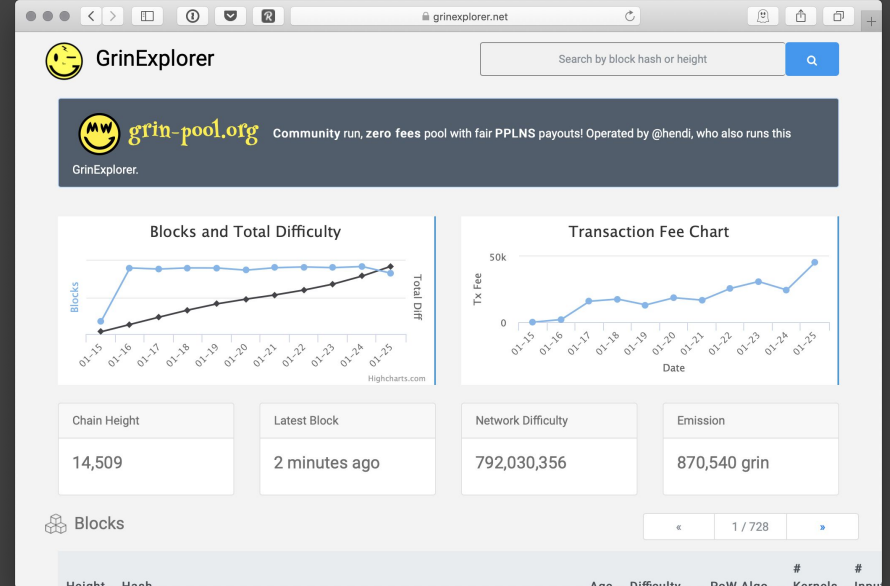 grinexplorer.net
GrinExplorer
Search by block hash or height
MW
grin-pool.org Community run, zero fees pool with fair PPLNS payouts! Operated by @hendi, who also runs this
GrinExplorer.
Blocks and Total Difficulty
Blocks
Total Diff
01-15 01-16 01-17 01-18 01-19 01-20 01-21 01-22 01-23 01-24 01-25
Highcharts.com
Transaction Fee Chart
50k
Tx Fee
0
01-15 01-16 01-17 01-18 01-19 01-20 01-21 01-22 01-23 01-24 01-25
Date
Chain Height
14,509
Latest Block
2 minutes ago
Network Difficulty
792,030,356
Emission
870,540 grin
Blocks
« 1 / 728 »
# #
Height Hash Age Difficulty PoW Algo Kernels Inpu